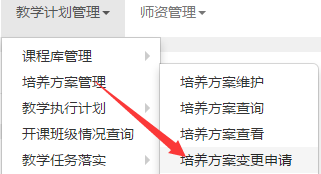 教学计划管理 师资管理
课程库管理
培养方案管理 培养方案维护
教学执行计划 培养方案查询
开课班级情况查询 培养方案查看
教学任务落实 培养方案变更申请